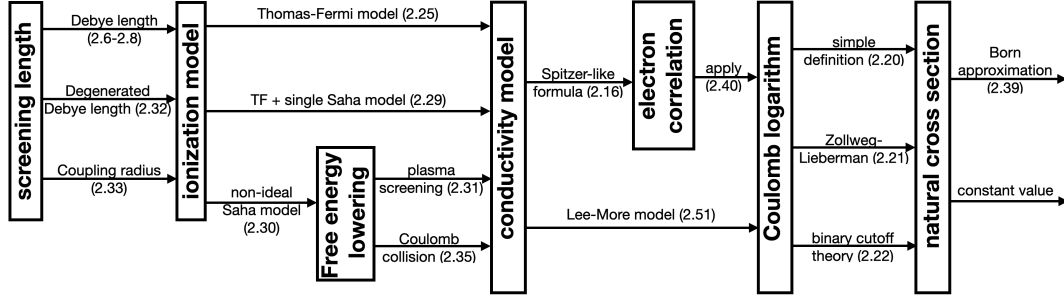 screening length
Debye length
(2.6-2.8)
Degenerated
Debye length (2.32)
Coupling radius
(2.33)
ionization model
Thomas-Fermi model (2.25)
TF + single Saha model (2.29)
non-ideal
Saha model
(2.30)
Free energy
lowering
plasma
screening (2.31)
Coulomb
collision (2.35)
conductivity model
Spitzer-like
formula (2.16)
electron
correlation
apply
(2.40)
Lee-More model (2.51)
Coulomb logarithm
simple
definition (2.20)
Zollweg-
Lieberman (2.21)
binary cutoff
theory (2.22)
natural cross section
Born
approximation
(2.39)
constant value